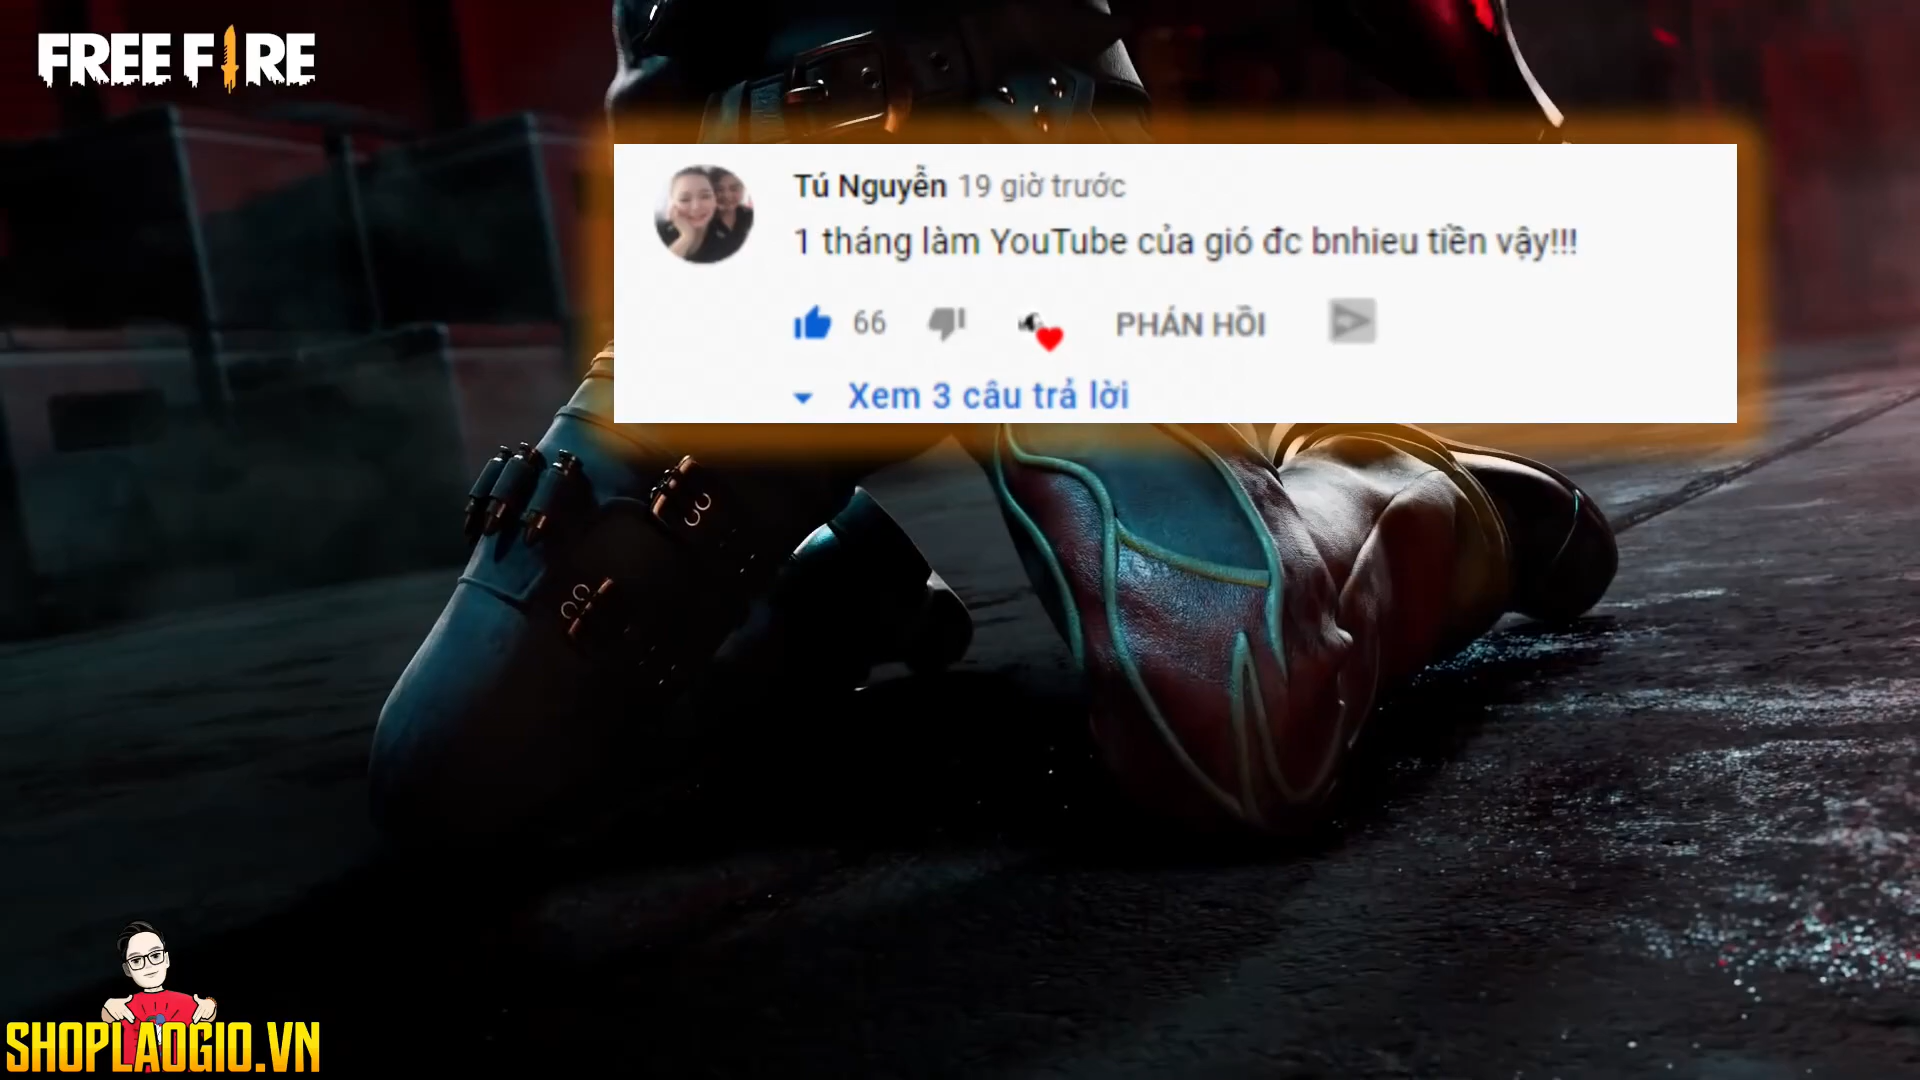 FREE FIRE
Tú Nguyễn 19 giờ trước
1 tháng làm YouTube của gió đc bnhieu tiền vậy!!!
66
PHẢN HỒI
Xem 3 câu trả lời
SHOPLAOGIO.VN